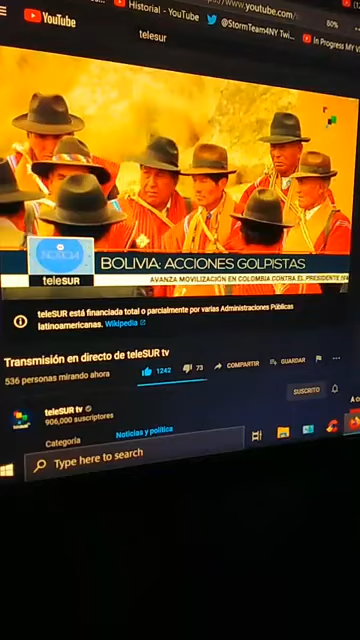 Historial - YouTube
@StormTeam4NY Twi...
In Progress MY V
www.youtube.com/
80%
YouTube
telesur
NOTICIA
teleSUR
BOLIVIA: ACCIONES GOLPISTAS
AVANZA MOVILIZACIÓN EN COLOMBIA CONTRA EL PRESIDENTE IVÁ
teleSUR está financiada total o parcialmente por varias Administraciones Públicas
latinoamericanas. Wikipedia
Transmisión en directo de teleSUR tv
536 personas mirando ahora
1242
73
COMPARTIR
GUARDAR
...
teleSUR tv
906,000 suscriptores
SUSCRITO
Categoría
Noticias y política
Type here to search